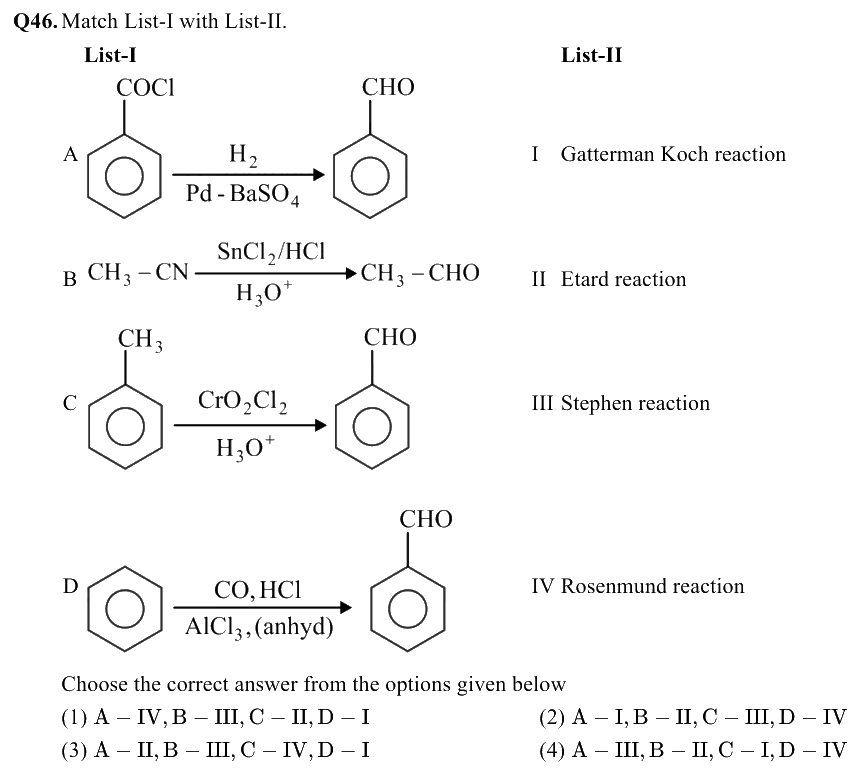 Q46. Match List-I with List-II.
List-I List-II
COCl CHO
A H₂ I Gatterman Koch reaction
Pd - BaSO₄
SnCl₂/HCl
B CH₃ – CN CH₃ – CHO II Etard reaction
H₃O⁺
CH₃ CHO
C CrO₂Cl₂ III Stephen reaction
H₃O⁺
CHO
D CO, HCl IV Rosenmund reaction
AlCl₃, (anhyd)
Choose the correct answer from the options given below
(1) A – IV, B – III, C – II, D – I (2) A – I, B – II, C – III, D – IV
(3) A – II, B – III, C – IV, D – I (4) A – III, B – II, C – I, D – IV